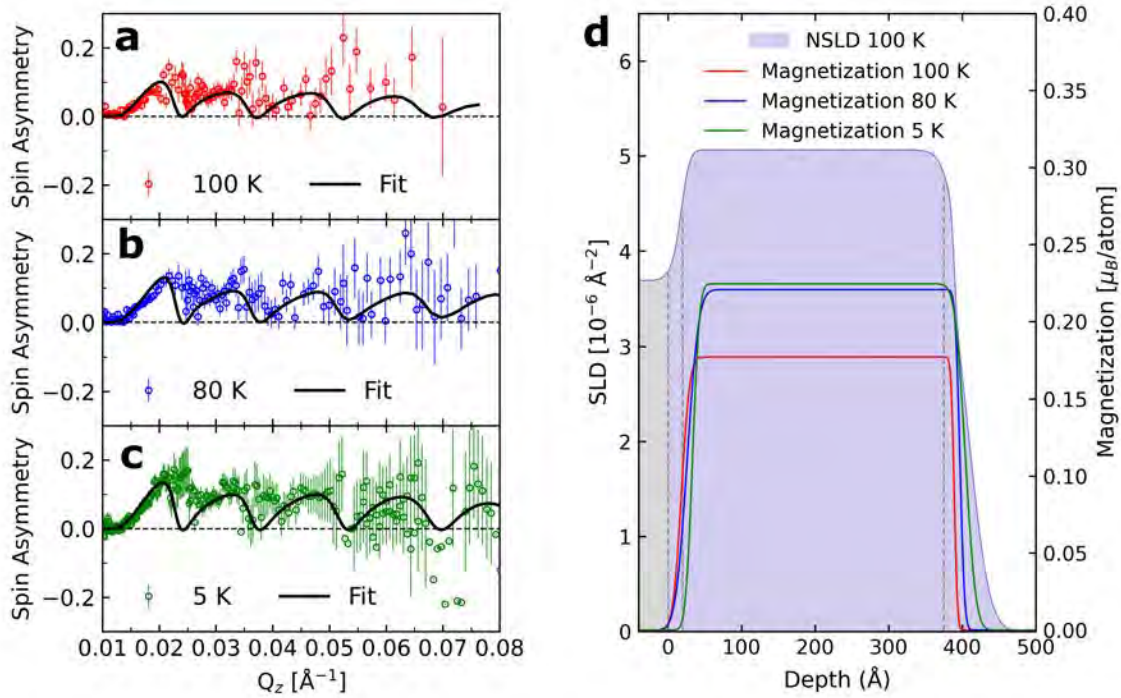 a
Spin Asymmetry
0.2
0.0
−0.2
100 K
Fit
b
Spin Asymmetry
0.2
0.0
−0.2
80 K
Fit
c
Spin Asymmetry
0.2
0.0
−0.2
5 K
Fit
0.01 0.02 0.03 0.04 0.05 0.06 0.07 0.08
Q_z [Å⁻¹]
d
NSLD 100 K
Magnetization 100 K
Magnetization 80 K
Magnetization 5 K
SLD [10⁻⁶ Å⁻²]
6
5
4
3
2
1
0
0 100 200 300 400 500
Depth (Å)
0.40
0.35
0.30
0.25
0.20
0.15
0.10
0.05
0.00
Magnetization [μ_B/atom]